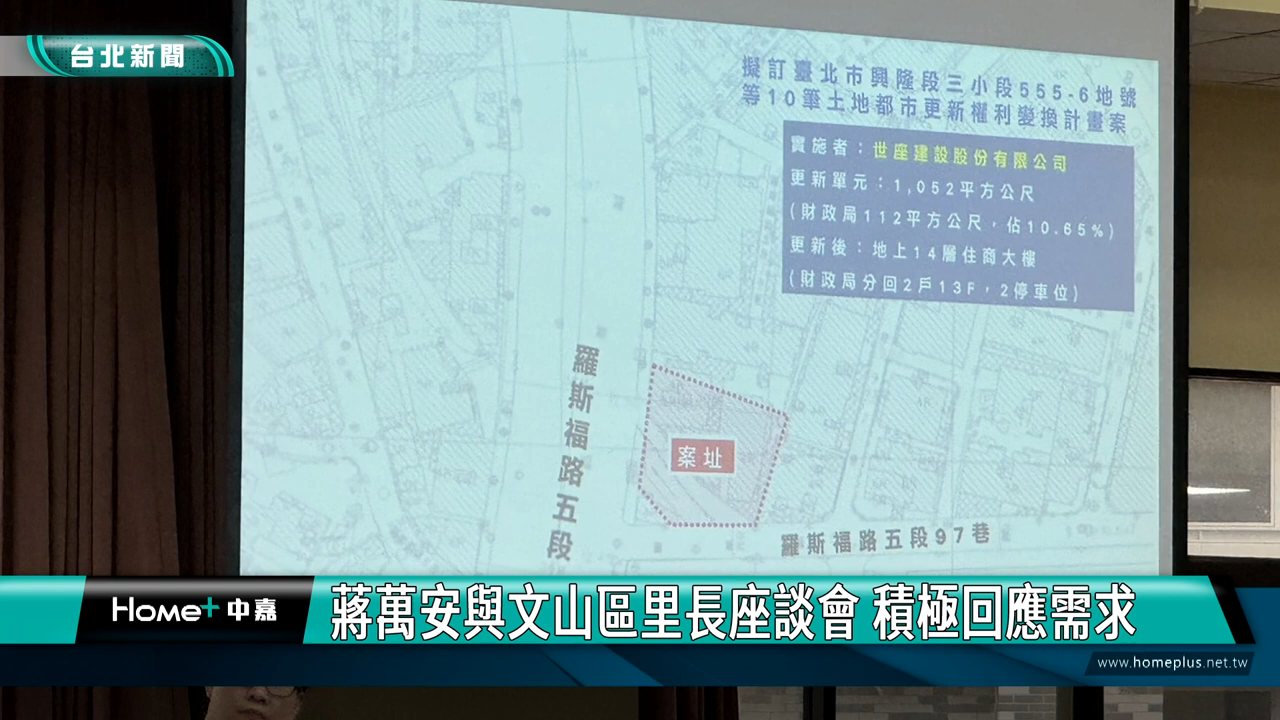 台北新聞
擬訂臺北市興隆段三小段555-6地號
等10筆土地都市更新權利變換計畫案
實施者：世座建設股份有限公司
更新單元：1,052平方公尺
(財政局112平方公尺，佔10.65%)
更新後：地上14層住商大樓
(財政局分回2戶13F，2停車位)
羅斯福路五段
案址
羅斯福路五段97巷
Home+中嘉
蔣萬安與文山區里長座談會 積極回應需求
www.homeplus.net.tw